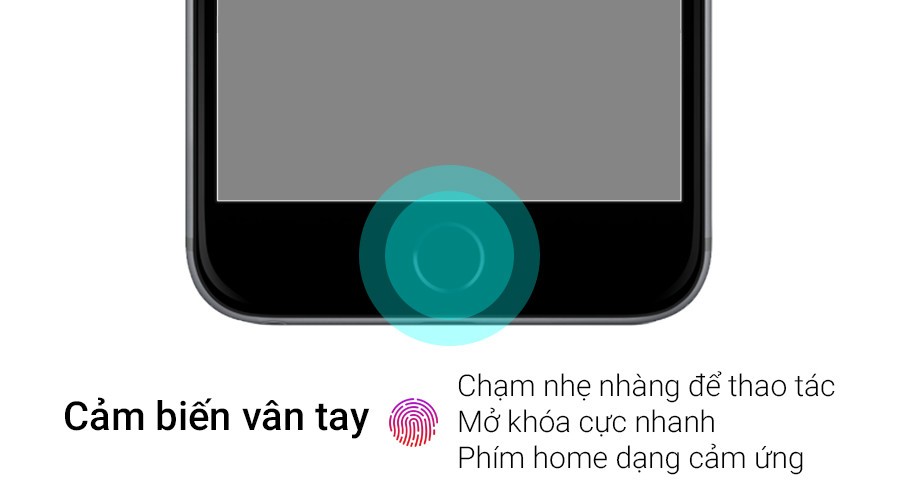 Cảm biến vân tay
Chạm nhẹ nhàng để thao tác
Mở khóa cực nhanh
Phím home dạng cảm ứng